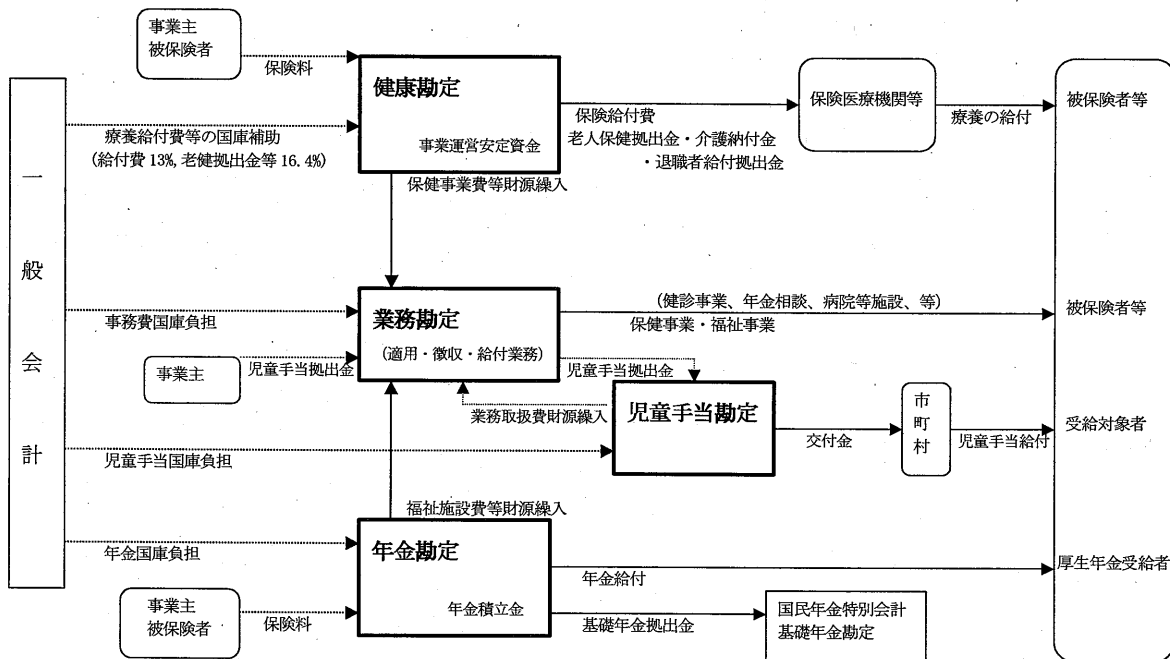 事業主
被保険者
保険料
一般会計
健康勘定
事業運営安定資金
療養給付費等の国庫補助
(給付費 13%, 老健拠出金等 16.4%)
保険給付費
老人保健拠出金・介護納付金
・退職者給付拠出金
保険医療機関等
療養の給付
被保険者等
保健事業費等財源繰入
事務費国庫負担
業務勘定
(適用・徴収・給付業務)
(健診事業、年金相談、病院等施設、等)
保健事業・福祉事業
被保険者等
事業主
児童手当拠出金
児童手当拠出金
業務取扱費財源繰入
児童手当勘定
交付金
市町村
児童手当給付
受給対象者
児童手当国庫負担
福祉施設費等財源繰入
年金国庫負担
年金勘定
年金積立金
年金給付
厚生年金受給者
事業主
被保険者
保険料
基礎年金拠出金
国民年金特別会計
基礎年金勘定